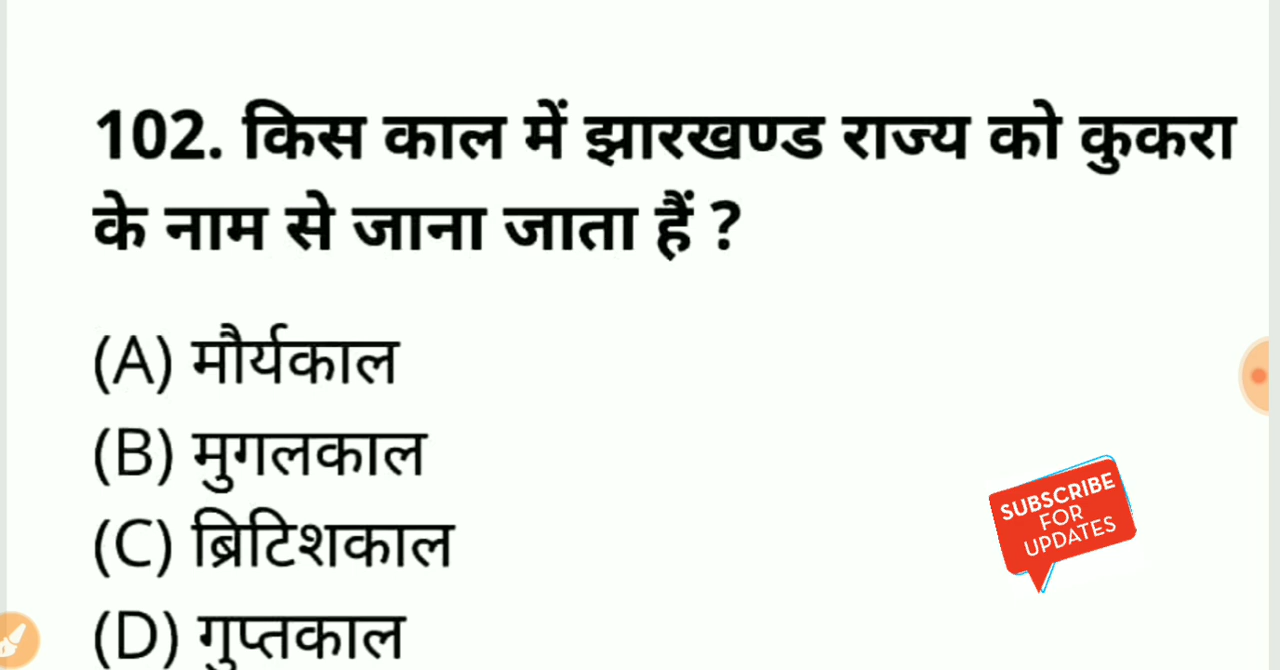 102. किस काल में झारखण्ड राज्य को कुकरा
के नाम से जाना जाता हैं ?
(A) मौर्यकाल
(B) मुगलकाल
(C) ब्रिटिशकाल
(D) गुप्तकाल
SUBSCRIBE
FOR
UPDATES